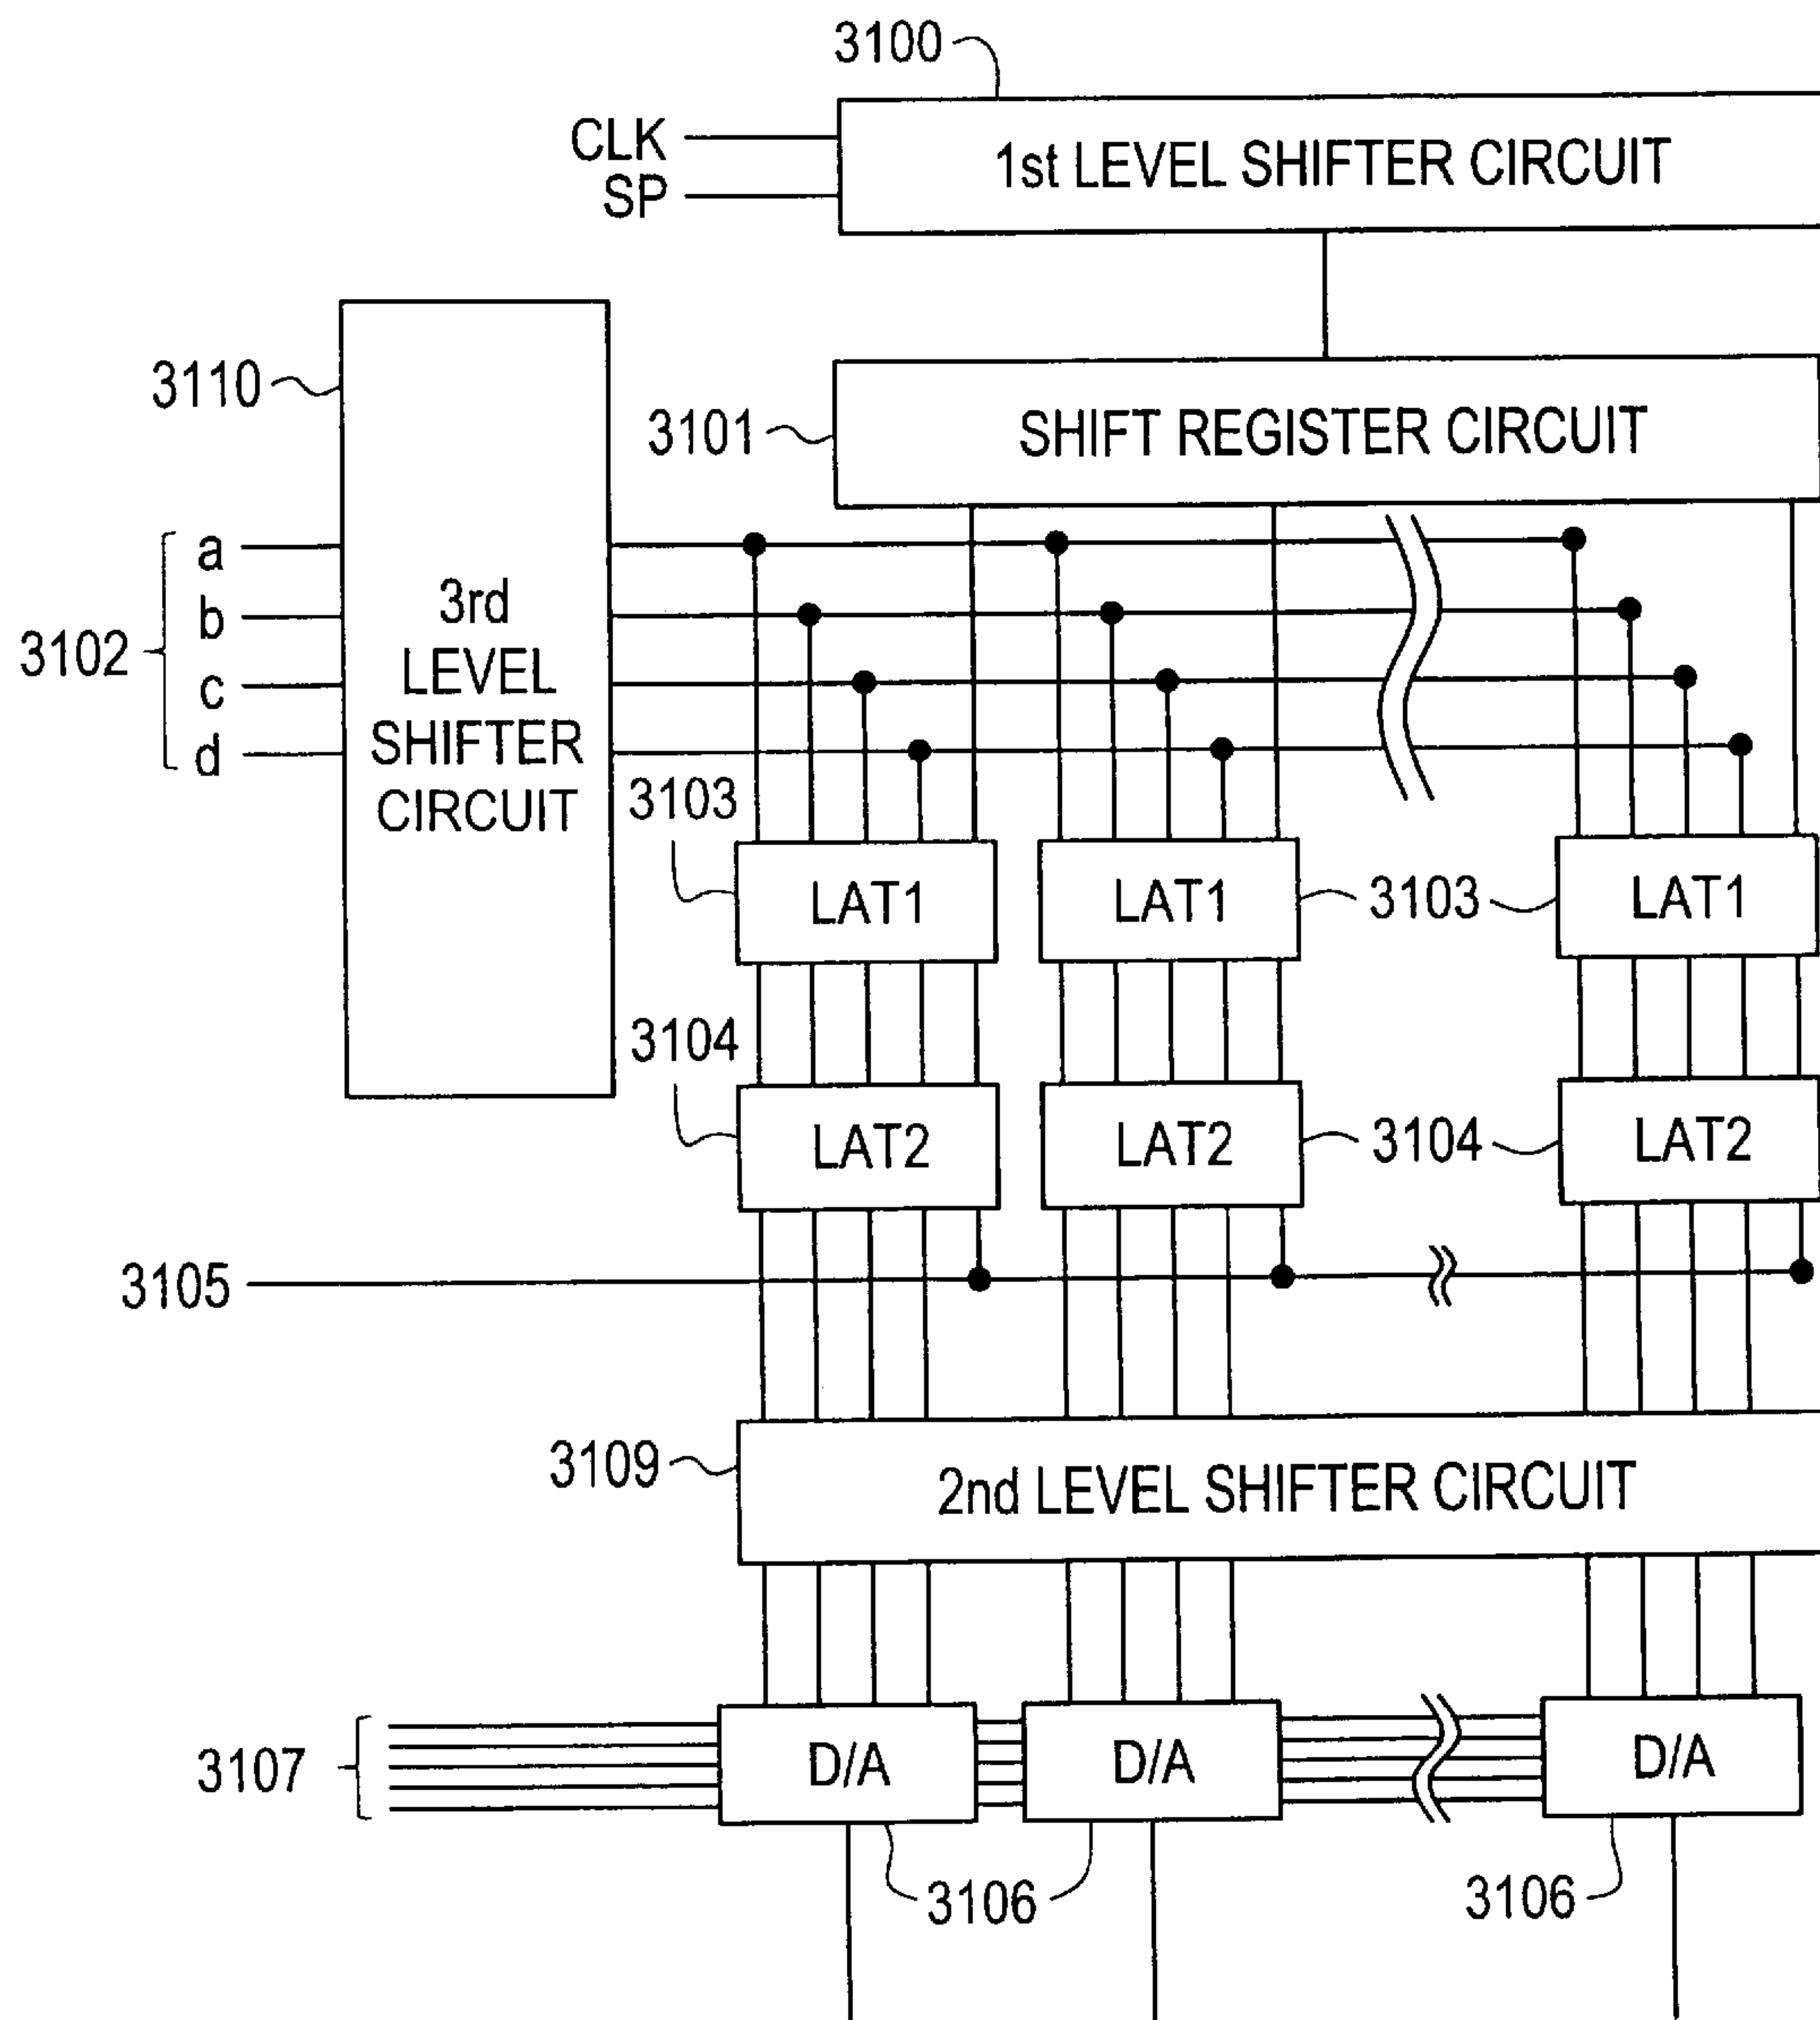 3100
CLK
SP
1st LEVEL SHIFTER CIRCUIT
3110
3101
SHIFT REGISTER CIRCUIT
3102
a
b
c
d
3rd
LEVEL
SHIFTER
CIRCUIT
3103
LAT1
LAT1
3103
LAT1
3104
LAT2
LAT2
3104
LAT2
3105
3109
2nd LEVEL SHIFTER CIRCUIT
3107
D/A
D/A
D/A
3106
3106